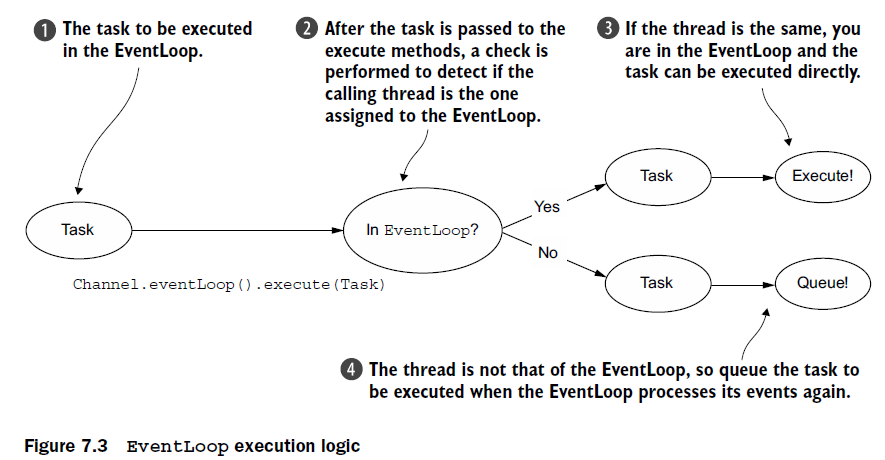 1 The task to be executed
in the EventLoop.
2 After the task is passed to the
execute methods, a check is
performed to detect if the
calling thread is the one
assigned to the EventLoop.
3 If the thread is the same, you
are in the EventLoop and the
task can be executed directly.
Task
In EventLoop?
Yes
No
Task
Execute!
Task
Queue!
Channel.eventLoop().execute(Task)
4 The thread is not that of the EventLoop, so queue the task to
be executed when the EventLoop processes its events again.
Figure 7.3 EventLoop execution logic